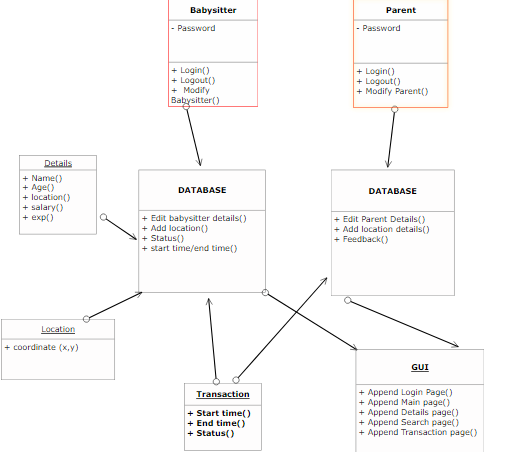 Babysitter
- Password
+ Login()
+ Logout()
+ Modify
Babysitter()
Parent
- Password
+ Login()
+ Logout()
+ Modify Parent()
Details
+ Name()
+ Age()
+ location()
+ salary()
+ exp()
DATABASE
+ Edit babysitter details()
+ Add location()
+ Status()
+ start time/end time()
DATABASE
+ Edit Parent Details()
+ Add location details()
+ Feedback()
Location
+ coordinate (x,y)
Transaction
+ Start time()
+ End time()
+ Status()
GUI
+ Append Login Page()
+ Append Main page()
+ Append Details page()
+ Append Search page()
+ Append Transaction page()